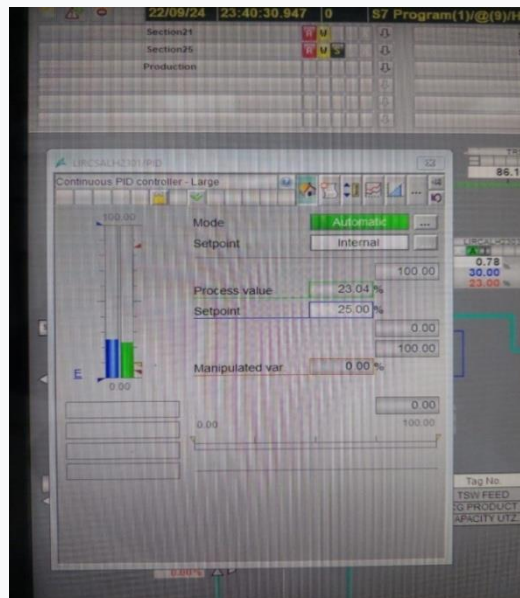 22/09/24 23:40:30.947 0 S7 Program(1)/@(9)/H
Section21
Section25
Production
86.1
Continuous PID controller - Large
...
100.00
Mode Automatic ...
Setpoint Internal
100.00
Process value 23.04 %
Setpoint 25.00 %
0.00
100.00
Manipulated var. 0.00 %
E
0.00
0.00
0.00 100.00
0.78 %
30.00 %
23.00 %
Tag No.
TSW FEED
CG PRODUCT
CAPACITY UTZ.
0.00%